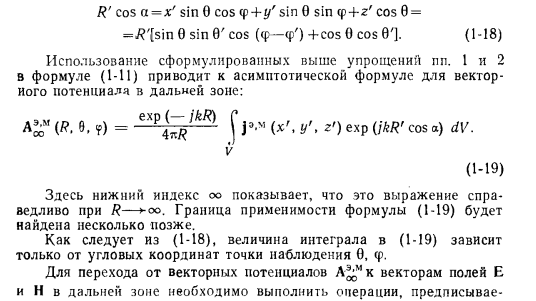 R′ cos α=x′ sin θ cos φ+y′ sin θ sin φ+z′ cos θ=
=R′[sin θ sin θ′ cos (φ—φ′) +cos θ cos θ′]. (1-18)
Использование сформулированных выше упрощений пп. 1 и 2
в формуле (1-11) приводит к асимптотической формуле для вектор-
ного потенциала в дальней зоне:
A∞^э,м (R, θ, φ) = exp (— jkR) / 4πR ∫_V j^э,м (x′, y′, z′) exp (jkR′ cos α) dV.
(1-19)
Здесь нижний индекс ∞ показывает, что это выражение спра-
ведливо при R—→∞. Граница применимости формулы (1-19) будет
найдена несколько позже.
Как следует из (1-18), величина интеграла в (1-19) зависит
только от угловых координат точки наблюдения θ, φ.
Для перехода от векторных потенциалов A∞^э,м к векторам полей E
и H в дальней зоне необходимо выполнить операции, предписывае-